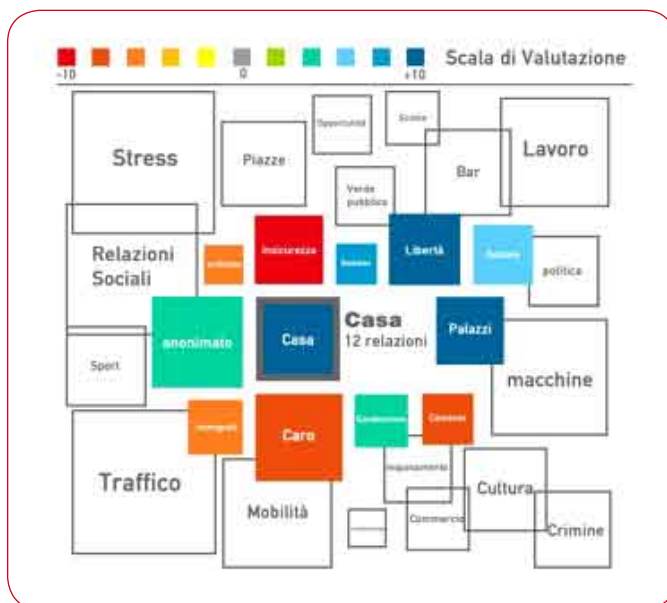 Scala di Valutazione
-10
0
+10
Stress
Piazze
Opportunità
Scuola
Lavoro
Bar
Verde
pubblico
Relazioni
Sociali
Insicurezza
Libertà
politica
anonimato
Casa
Casa
12 relazioni
Palazzi
Sport
macchine
Caro
Traffico
Mobilità
Inquinamento
Cultura
Commercio
Crimine